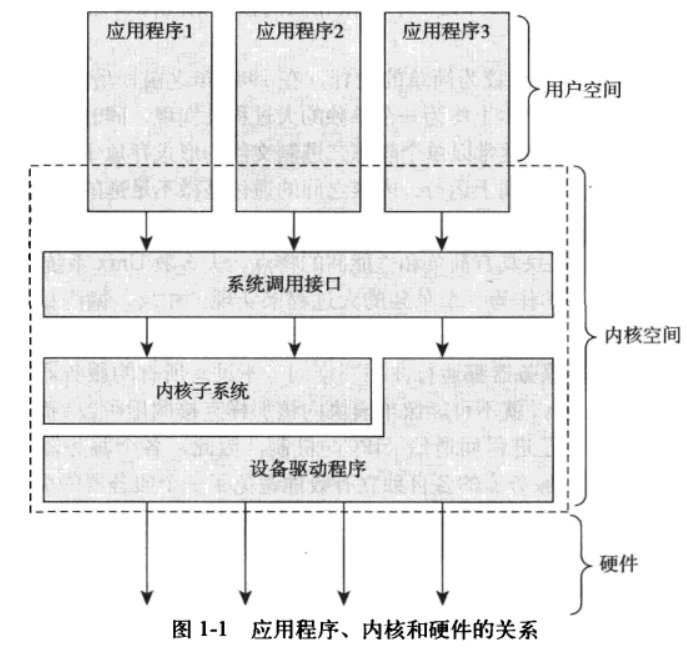 应用程序1
应用程序2
应用程序3
用户空间
系统调用接口
内核空间
内核子系统
设备驱动程序
硬件
图 1-1 应用程序、内核和硬件的关系